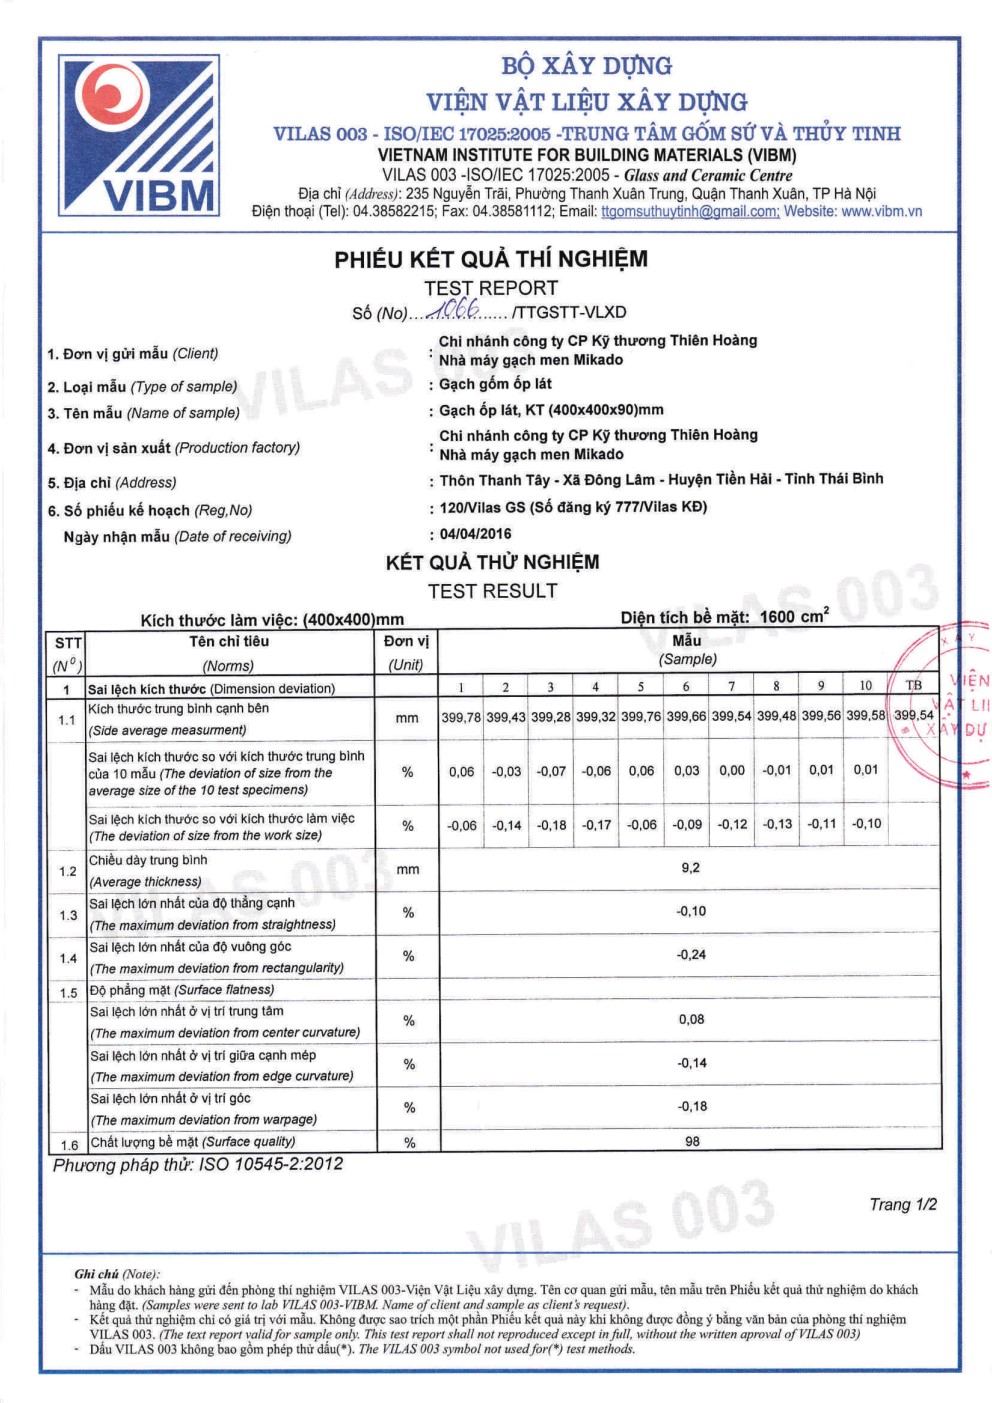 VIBM
BỘ XÂY DỰNG
VIỆN VẬT LIỆU XÂY DỰNG
VILAS 003 - ISO/IEC 17025:2005 -TRUNG TÂM GỐM SỨ VÀ THỦY TINH
VIETNAM INSTITUTE FOR BUILDING MATERIALS (VIBM)
VILAS 003 -ISO/IEC 17025:2005 - Glass and Ceramic Centre
Địa chỉ (Address): 235 Nguyễn Trãi, Phường Thanh Xuân Trung, Quận Thanh Xuân, TP Hà Nội
Điện thoại (Tel): 04.38582215; Fax: 04.38581112; Email: ttgomsuthuytinh@gmail.com; Website: www.vibm.vn
PHIẾU KẾT QUẢ THÍ NGHIỆM
TEST REPORT
Số (No)....1066....../TTGSTT-VLXD
VILAS 003
1. Đơn vị gửi mẫu (Client) : Chi nhánh công ty CP Kỹ thương Thiên Hoàng
Nhà máy gạch men Mikado
2. Loại mẫu (Type of sample) : Gạch gốm ốp lát
3. Tên mẫu (Name of sample) : Gạch ốp lát, KT (400x400x90)mm
4. Đơn vị sản xuất (Production factory) : Chi nhánh công ty CP Kỹ thương Thiên Hoàng
Nhà máy gạch men Mikado
5. Địa chỉ (Address) : Thôn Thanh Tây - Xã Đông Lâm - Huyện Tiền Hải - Tỉnh Thái Bình
6. Số phiếu kế hoạch (Reg,No) : 120/Vilas GS (Số đăng ký 777/Vilas KĐ)
Ngày nhận mẫu (Date of receiving) : 04/04/2016
KẾT QUẢ THỬ NGHIỆM
TEST RESULT
VILAS 003
Kích thước làm việc: (400x400)mm Diện tích bề mặt: 1600 cm²
STT Tên chỉ tiêu Đơn vị Mẫu
(Nº) (Norms) (Unit) (Sample)
1 Sai lệch kích thước (Dimension deviation) 1 2 3 4 5 6 7 8 9 10 TB
1.1 Kích thước trung bình cạnh bên
(Side average measurment) mm 399,78 399,43 399,28 399,32 399,76 399,66 399,54 399,48 399,56 399,58 399,54
Sai lệch kích thước so với kích thước trung bình
của 10 mẫu (The deviation of size from the
average size of the 10 test specimens) % 0,06 -0,03 -0,07 -0,06 0,06 0,03 0,00 -0,01 0,01 0,01
Sai lệch kích thước so với kích thước làm việc
(The deviation of size from the work size) % -0,06 -0,14 -0,18 -0,17 -0,06 -0,09 -0,12 -0,13 -0,11 -0,10
VIỆN
VẬT LIỆ
XÂY DỰ
1.2 Chiều dày trung bình
(Average thickness) mm 9,2
VILAS 003
1.3 Sai lệch lớn nhất của độ thẳng cạnh
(The maximum deviation from straightness) % -0,10
1.4 Sai lệch lớn nhất của độ vuông góc
(The maximum deviation from rectangularity) % -0,24
1.5 Độ phẳng mặt (Surface flatness)
Sai lệch lớn nhất ở vị trí trung tâm
(The maximum deviation from center curvature) % 0,08
Sai lệch lớn nhất ở vị trí giữa cạnh mép
(The maximum deviation from edge curvature) % -0,14
Sai lệch lớn nhất ở vị trí góc
(The maximum deviation from warpage) % -0,18
1.6 Chất lượng bề mặt (Surface quality) % 98
Phương pháp thử: ISO 10545-2:2012
Trang 1/2
VILAS 003
Ghi chú (Note):
- Mẫu do khách hàng gửi đến phòng thí nghiệm VILAS 003-Viện Vật Liệu xây dựng. Tên cơ quan gửi mẫu, tên mẫu trên Phiếu kết quả thử nghiệm do khách
hàng đặt. (Samples were sent to lab VILAS 003-VIBM. Name of client and sample as client's request).
- Kết quả thử nghiệm chỉ có giá trị với mẫu. Không được sao trích một phần Phiếu kết quả này khi không được đồng ý bằng văn bản của phòng thí nghiệm
VILAS 003. (The text report valid for sample only. This test report shall not reproduced except in full, without the written aproval of VILAS 003)
- Dấu VILAS 003 không bao gồm phép thử dấu(*). The VILAS 003 symbol not used for(*) test methods.